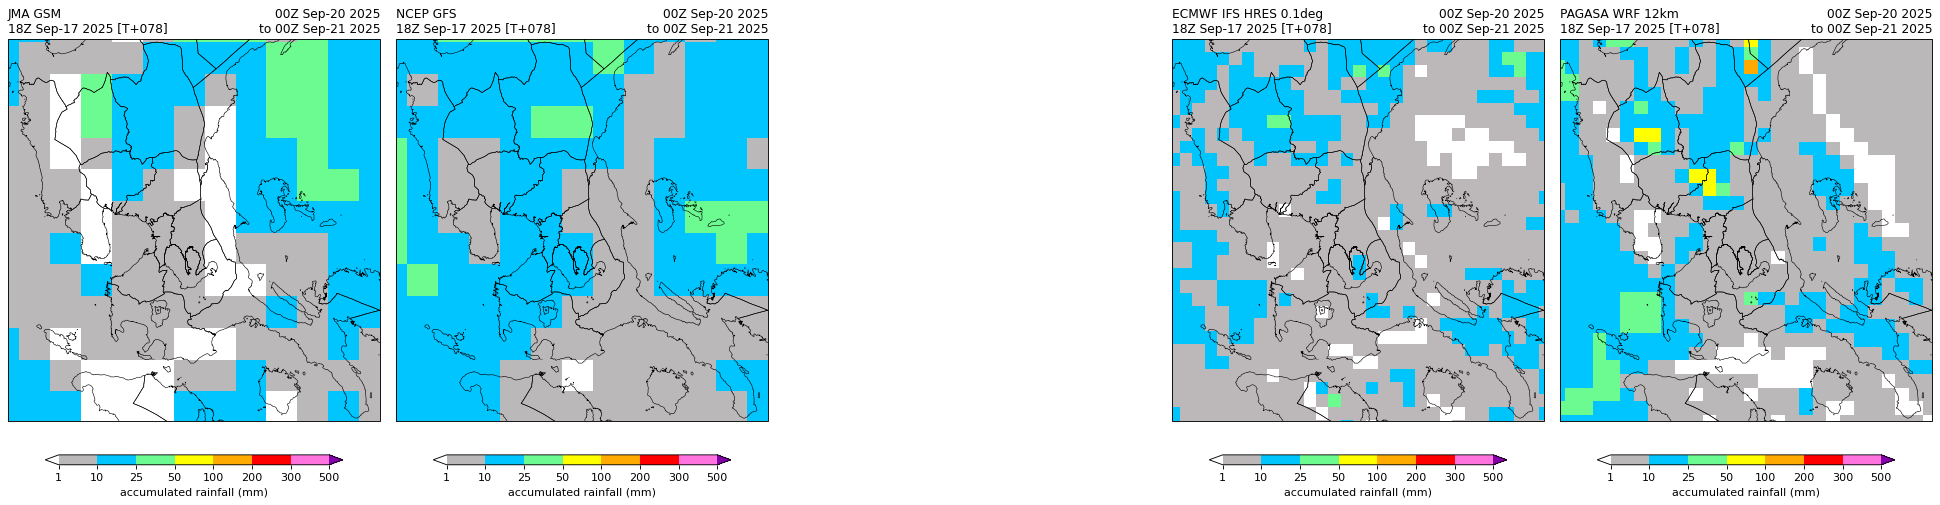 JMA GSM 00Z Sep-20 2025
18Z Sep-17 2025 [T+078] to 00Z Sep-21 2025
1 10 25 50 100 200 300 500
accumulated rainfall (mm)
NCEP GFS 00Z Sep-20 2025
18Z Sep-17 2025 [T+078] to 00Z Sep-21 2025
1 10 25 50 100 200 300 500
accumulated rainfall (mm)
ECMWF IFS HRES 0.1deg 00Z Sep-20 2025
18Z Sep-17 2025 [T+078] to 00Z Sep-21 2025
1 10 25 50 100 200 300 500
accumulated rainfall (mm)
PAGASA WRF 12km 00Z Sep-20 2025
18Z Sep-17 2025 [T+078] to 00Z Sep-21 2025
1 10 25 50 100 200 300 500
accumulated rainfall (mm)